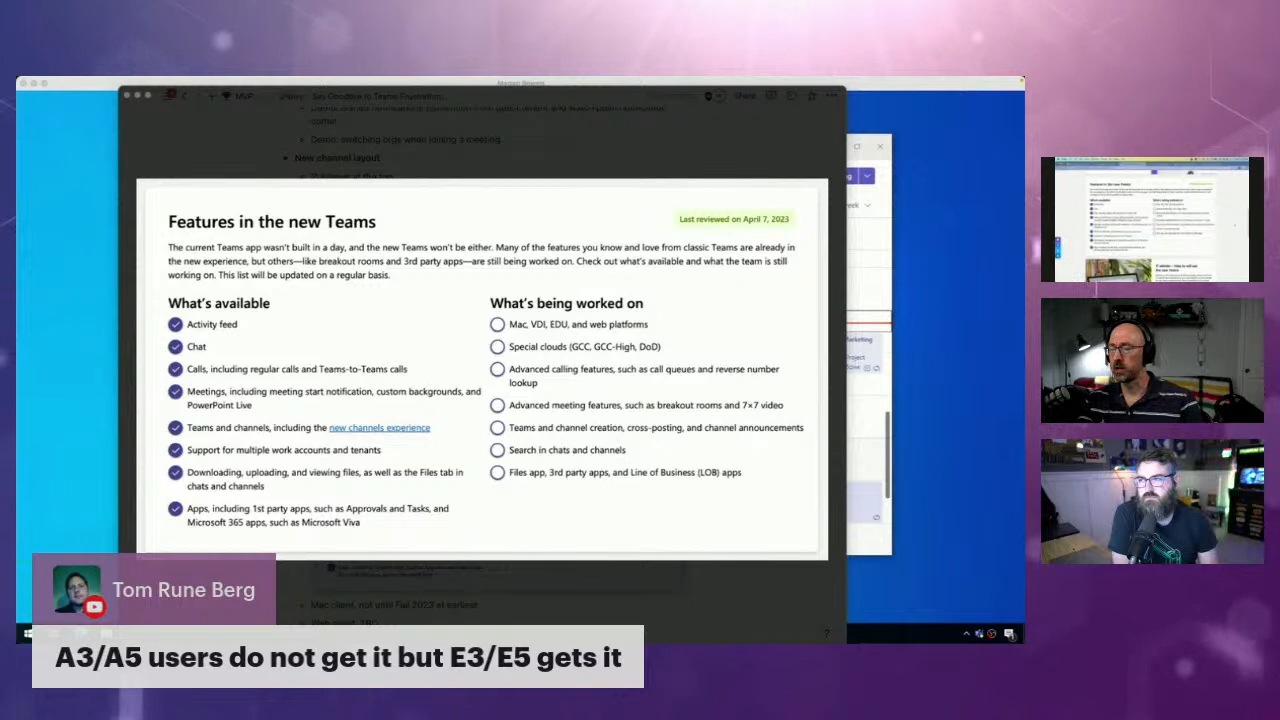 MVP
Say Goodbye to Teams Frustration...
Share
Demo: switching orgs when joining a meeting
New channel layout
Features in the new Teams
Last reviewed on April 7, 2023
The current Teams app wasn't built in a day, and the new Teams won't be either. Many of the features you know and love from classic Teams are already in
the new experience, but others—like breakout rooms and 3rd party apps—are still being worked on. Check out what's available and what the team is still
working on. This list will be updated on a regular basis.
What's available
Activity feed
Chat
Calls, including regular calls and Teams-to-Teams calls
Meetings, including meeting start notification, custom backgrounds, and
PowerPoint Live
Teams and channels, including the new channels experience
Support for multiple work accounts and tenants
Downloading, uploading, and viewing files, as well as the Files tab in
chats and channels
Apps, including 1st party apps, such as Approvals and Tasks, and
Microsoft 365 apps, such as Microsoft Viva
What's being worked on
Mac, VDI, EDU, and web platforms
Special clouds (GCC, GCC-High, DoD)
Advanced calling features, such as call queues and reverse number
lookup
Advanced meeting features, such as breakout rooms and 7×7 video
Teams and channel creation, cross-posting, and channel announcements
Search in chats and channels
Files app, 3rd party apps, and Line of Business (LOB) apps
Mac client, not until Fall 2023 at earliest
Tom Rune Berg
A3/A5 users do not get it but E3/E5 gets it